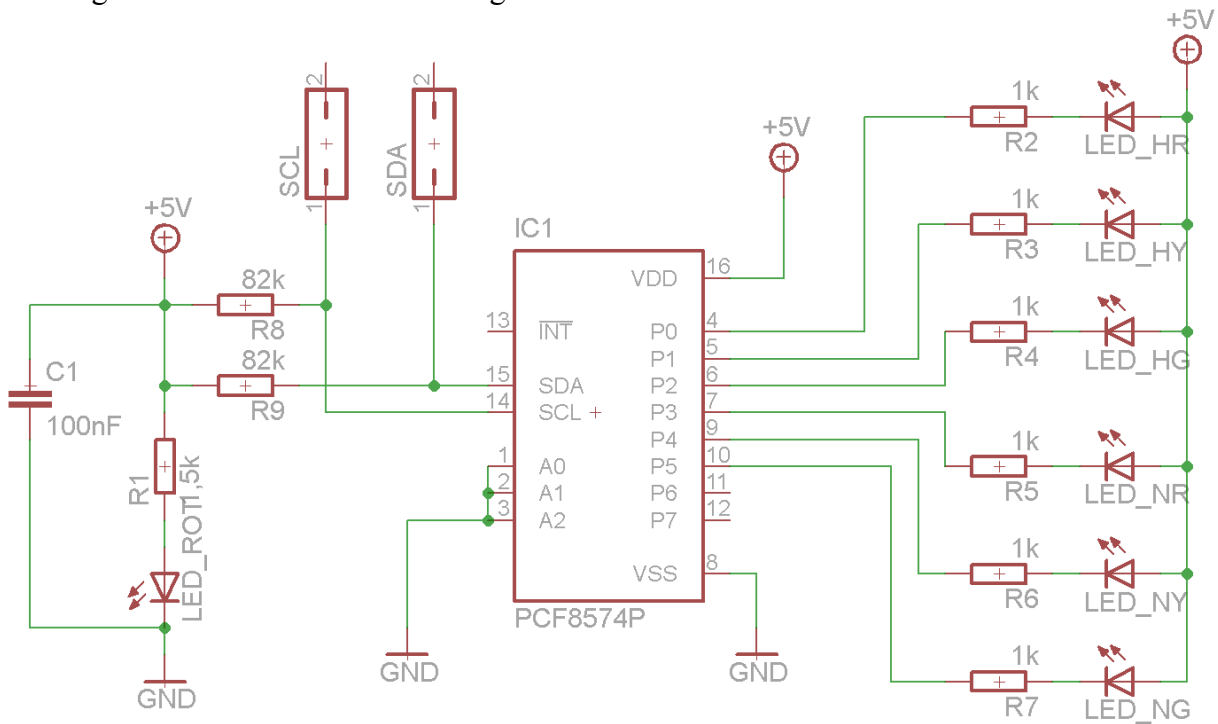 +5V
1k
R2
LED_HR
2
SCL
1
2
SDA
1
+5V
1k
R3
LED_HY
+5V
IC1
82k
R8
VDD
16
1k
R4
LED_HG
13
INT
P0
4
P1
5
C1
100nF
82k
R9
15
SDA
P2
6
14
SCL
P3
7
P4
9
1k
R5
LED_NR
R1
1,5k
1
A0
P5
10
2
A1
P6
11
3
A2
P7
12
LED_ROT
VSS
8
1k
R6
LED_NY
PCF8574P
GND
GND
GND
1k
R7
LED_NG